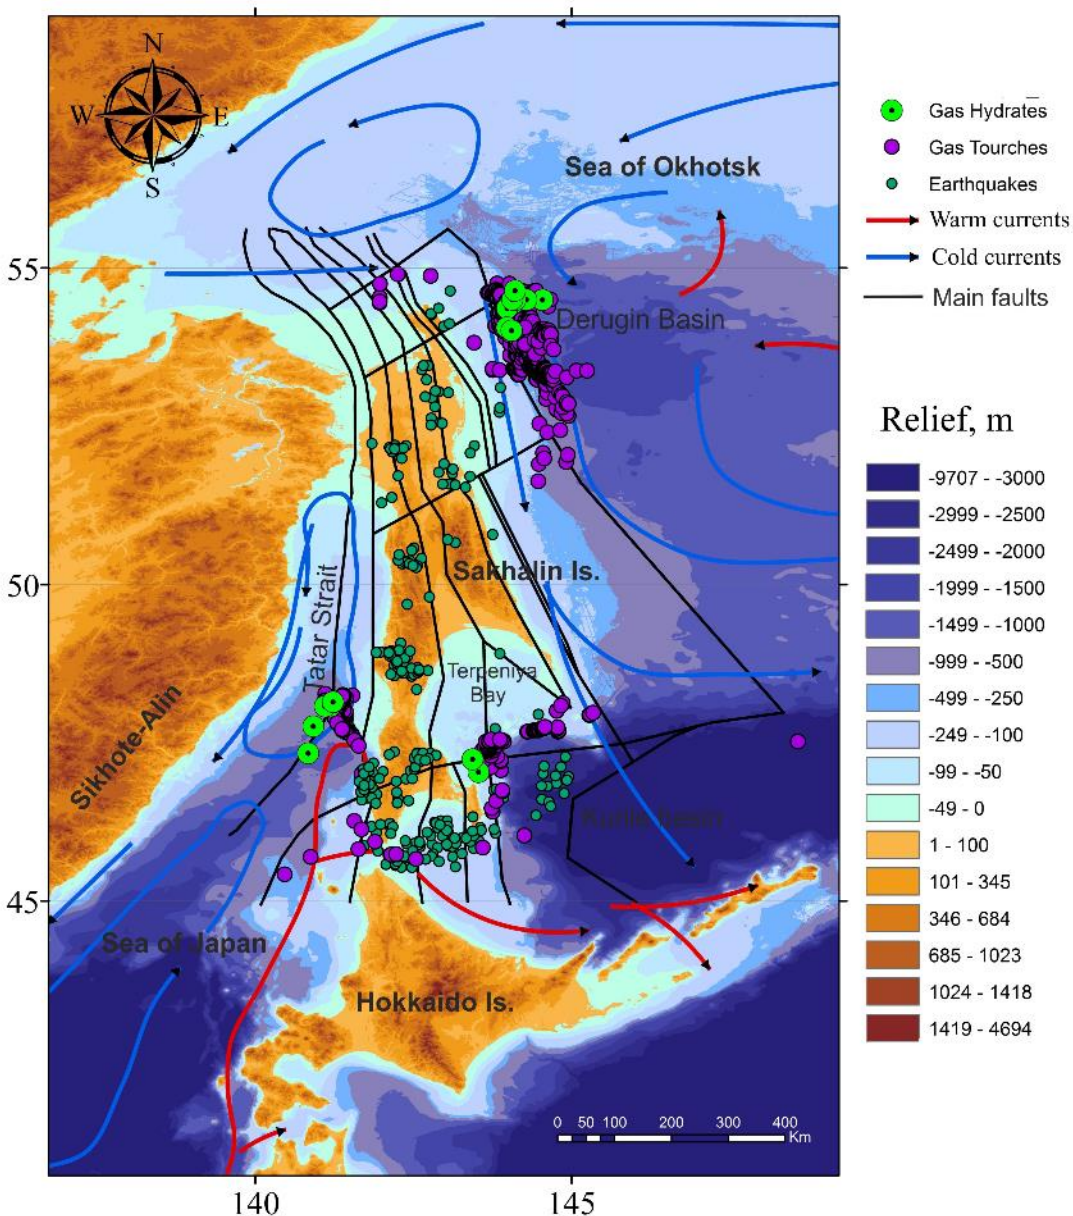 N
W
E
S
Sea of Okhotsk
55
Derugin Basin
50
Sakhalin Is.
Tatar Strait
Terpeniya
Bay
Sikhote-Alin
Kurile basin
45
Sea of Japan
Hokkaido Is.
0 50 100 200 300 400
Km
140
145
Gas Hydrates
Gas Tourches
Earthquakes
Warm currents
Cold currents
Main faults
Relief, m
-9707 - -3000
-2999 - -2500
-2499 - -2000
-1999 - -1500
-1499 - -1000
-999 - -500
-499 - -250
-249 - -100
-99 - -50
-49 - 0
1 - 100
101 - 345
346 - 684
685 - 1023
1024 - 1418
1419 - 4694